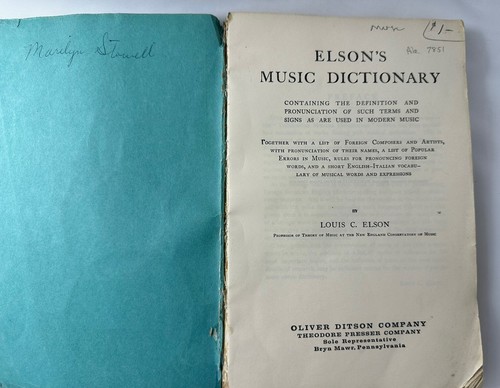 Marilyn Stowell
music
$1-
7851
ELSON'S
MUSIC DICTIONARY
CONTAINING THE DEFINITION AND
PRONUNCIATION OF SUCH TERMS AND
SIGNS AS ARE USED IN MODERN MUSIC
TOGETHER WITH A LIST OF FOREIGN COMPOSERS AND ARTISTS,
WITH PRONUNCIATION OF THEIR NAMES, A LIST OF POPULAR
ERRORS IN MUSIC, RULES FOR PRONOUNCING FOREIGN
WORDS, AND A SHORT ENGLISH-ITALIAN VOCABU-
LARY OF MUSICAL WORDS AND EXPRESSIONS
BY
LOUIS C. ELSON
PROFESSOR OF THEORY OF MUSIC AT THE NEW ENGLAND CONSERVATORY OF MUSIC
OLIVER DITSON COMPANY
THEODORE PRESSER COMPANY
Sole Representative
Bryn Mawr, Pennsylvania